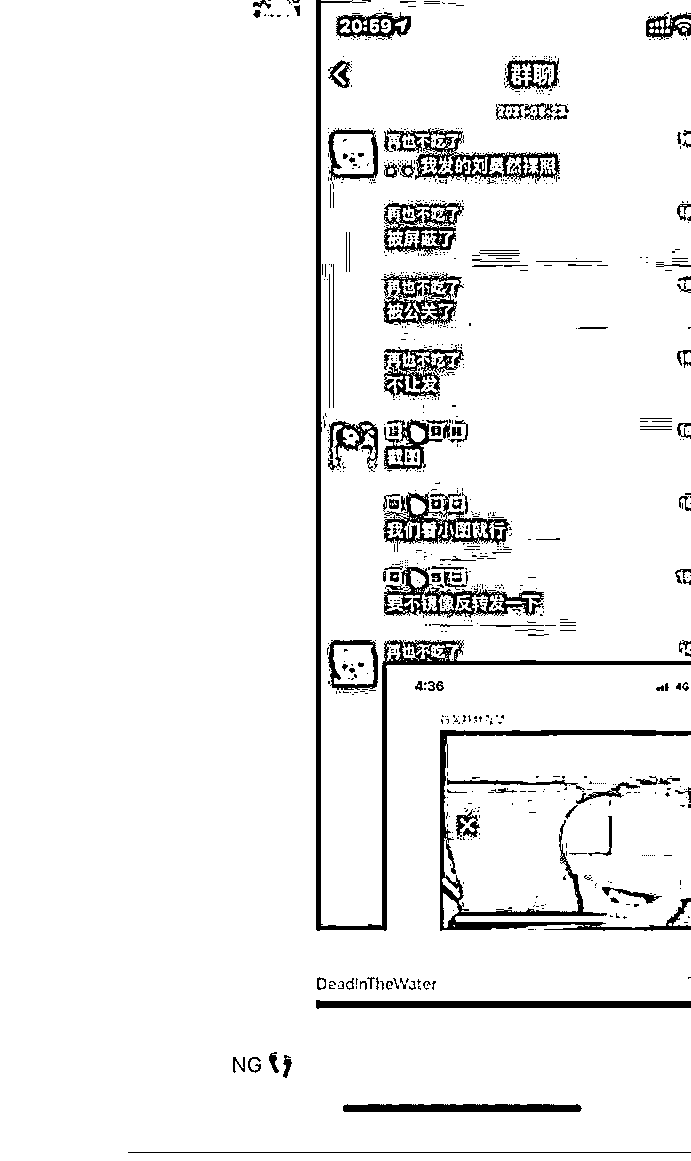 20:59
群聊
再也不吃了
我发的刘昊然裸照
再也不吃了
被屏蔽了
再也不吃了
被公关了
再也不吃了
不让发
截图
我们看小图就行
要不镜像反转发一下
再也不吃了
4:36
4G
DeadInTheWater
NG